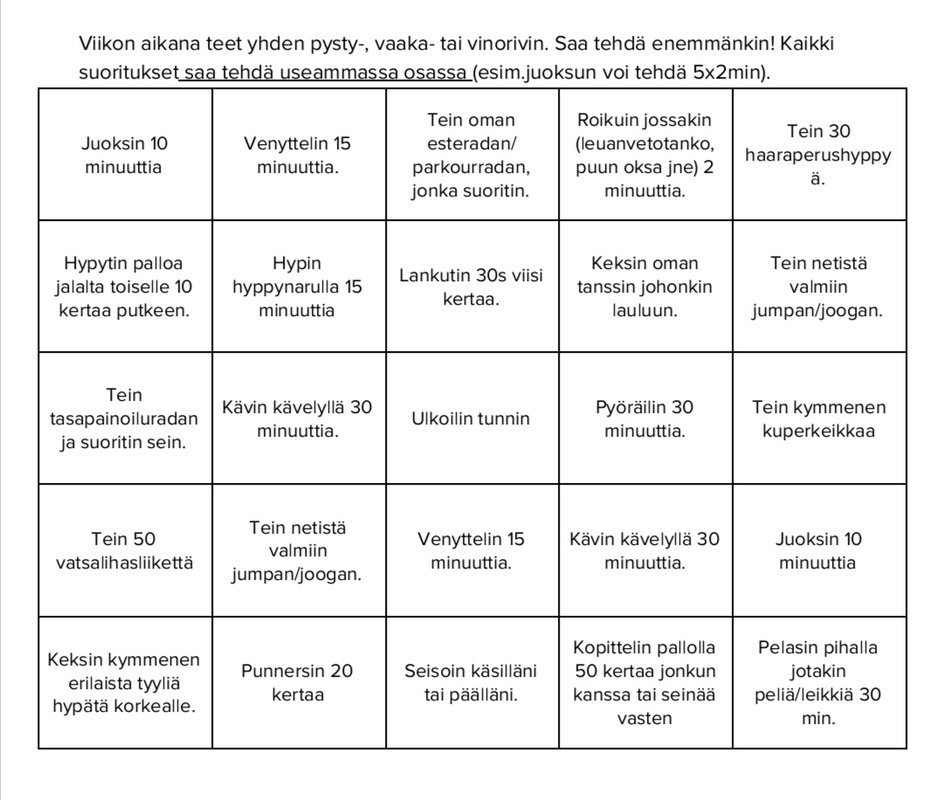 Viikon aikana teet yhden pysty-, vaaka- tai vinorivin. Saa tehdä enemmänkin! Kaikki
suoritukset saa tehdä useammassa osassa (esim.juoksun voi tehdä 5x2min).
Juoksin 10
minuuttia
Venyttelin 15
minuuttia.
Tein oman
esteradan/
parkourradan,
jonka suoritin.
Roikuin jossakin
(leuanvetotanko,
puun oksa jne) 2
minuuttia.
Tein 30
haaraperushyppy
ä.
Hypytin palloa
jalalta toiselle 10
kertaa putkeen.
Hypin
hyppynarulla 15
minuuttia
Lankutin 30s viisi
kertaa.
Keksin oman
tanssin johonkin
lauluun.
Tein netistä
valmiin
jumpan/joogan.
Tein
tasapainoiluradan
ja suoritin sein.
Kävin kävelyllä 30
minuuttia.
Ulkoilin tunnin
Pyöräilin 30
minuuttia.
Tein kymmenen
kuperkeikkaa
Tein 50
vatsalihasliikettä
Tein netistä
valmiin
jumpan/joogan.
Venyttelin 15
minuuttia.
Kävin kävelyllä 30
minuuttia.
Juoksin 10
minuuttia
Keksin kymmenen
erilaista tyyliä
hypätä korkealle.
Punnersin 20
kertaa
Seisoin käsilläni
tai päälläni.
Kopittelin pallolla
50 kertaa jonkun
kanssa tai seinää
vasten
Pelasin pihalla
jotakin
peliä/leikkiä 30
min.